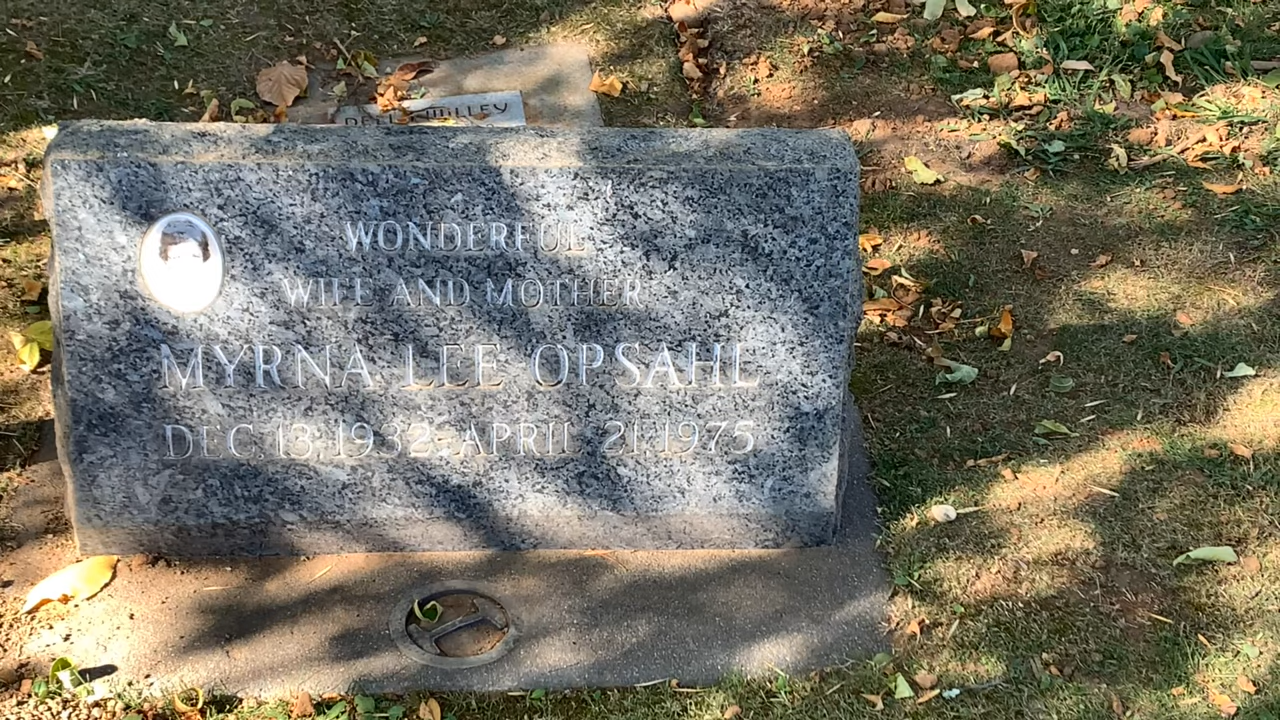 WONDERFUL
WIFE AND MOTHER
MYRNA LEE OPSAHL
DEC. 13, 1932 - APRIL 21, 1975